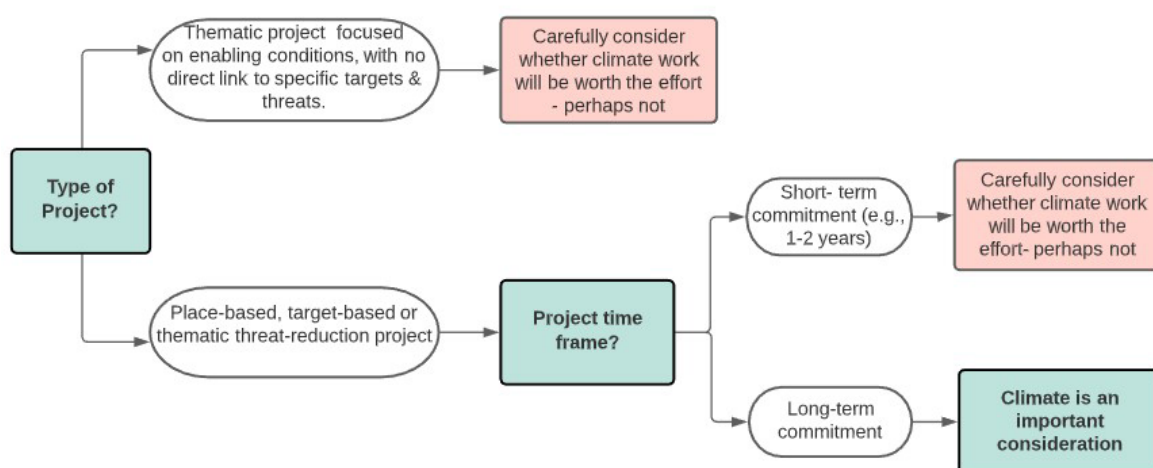 Thematic project focused
on enabling conditions, with no
direct link to specific targets &
threats.
Carefully consider
whether climate work
will be worth the effort
- perhaps not
Type of
Project?
Short- term
commitment (e.g.,
1-2 years)
Carefully consider
whether climate work
will be worth the
effort- perhaps not
Place-based, target-based or
thematic threat-reduction project
Project time
frame?
Long-term
commitment
Climate is an
important
consideration